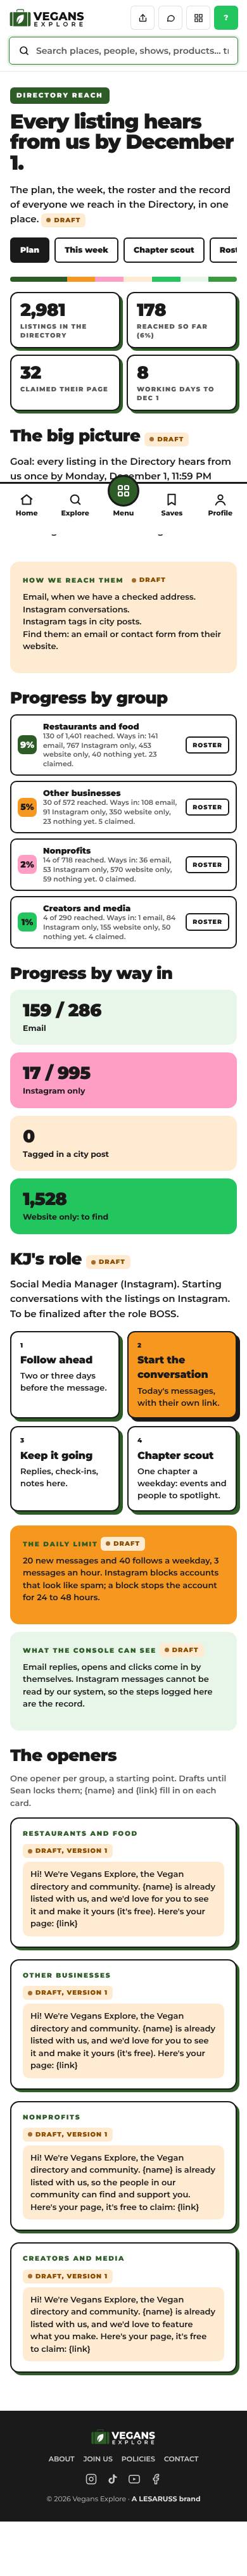 VEGANS
EXPLORE
?
Search places, people, shows, products... tr
DIRECTORY REACH
Every listing hears
from us by December
1.
The plan, the week, the roster and the record
of everyone we reach in the Directory, in one
place. DRAFT
Plan
This week
Chapter scout
Rost
2,981
LISTINGS IN THE
DIRECTORY
178
REACHED SO FAR
(6%)
32
CLAIMED THEIR PAGE
8
WORKING DAYS TO
DEC 1
The big picture DRAFT
Goal: every listing in the Directory hears from
us once by Monday, December 1, 11:59 PM
Home
Explore
Menu
Saves
Profile
HOW WE REACH THEM DRAFT
Email, when we have a checked address.
Instagram conversations.
Instagram tags in city posts.
Find them: an email or contact form from their
website.
Progress by group
9%
Restaurants and food
130 of 1,401 reached. Ways in: 141
email, 767 Instagram only, 453
website only, 40 nothing yet. 23
claimed.
ROSTER
5%
Other businesses
30 of 572 reached. Ways in: 108 email,
91 Instagram only, 350 website only,
23 nothing yet. 5 claimed.
ROSTER
2%
Nonprofits
14 of 718 reached. Ways in: 36 email,
53 Instagram only, 570 website only,
59 nothing yet. 0 claimed.
ROSTER
1%
Creators and media
4 of 290 reached. Ways in: 1 email, 84
Instagram only, 155 website only, 50
nothing yet. 4 claimed.
ROSTER
Progress by way in
159 / 286
Email
17 / 995
Instagram only
0
Tagged in a city post
1,528
Website only: to find
KJ's role DRAFT
Social Media Manager (Instagram). Starting
conversations with the listings on Instagram.
To be finalized after the role BOSS.
1
Follow ahead
Two or three days
before the message.
2
Start the
conversation
Today's messages,
with their own link.
3
Keep it going
Replies, check-ins,
notes here.
4
Chapter scout
One chapter a
weekday: events and
people to spotlight.
THE DAILY LIMIT DRAFT
20 new messages and 40 follows a weekday, 3
messages an hour. Instagram blocks accounts
that look like spam; a block stops the account
for 24 to 48 hours.
WHAT THE CONSOLE CAN SEE DRAFT
Email replies, opens and clicks come in by
themselves. Instagram messages cannot be
read by our system, so the steps logged here
are the record.
The openers
One opener per group, a starting point. Drafts until
Sean locks them; {name} and {link} fill in on each
card.
RESTAURANTS AND FOOD
DRAFT, VERSION 1
Hi! We're Vegans Explore, the Vegan
directory and community. {name} is already
listed with us, and we'd love for you to see
it and make it yours (it's free). Here's your
page: {link}
OTHER BUSINESSES
DRAFT, VERSION 1
Hi! We're Vegans Explore, the Vegan
directory and community. {name} is already
listed with us, and we'd love for you to see
it and make it yours (it's free). Here's your
page: {link}
NONPROFITS
DRAFT, VERSION 1
Hi! We're Vegans Explore, the Vegan
directory and community. {name} is already
listed with us, so the people in our
community can find and support you.
Here's your page, it's free to claim: {link}
CREATORS AND MEDIA
DRAFT, VERSION 1
Hi! We're Vegans Explore, the Vegan
directory and community. {name} is already
listed with us, and we'd love to feature
what you make. Here's your page, it's free
to claim: {link}
VEGANS
EXPLORE
ABOUT JOIN US POLICIES CONTACT
© 2026 Vegans Explore · A LESARUSS brand